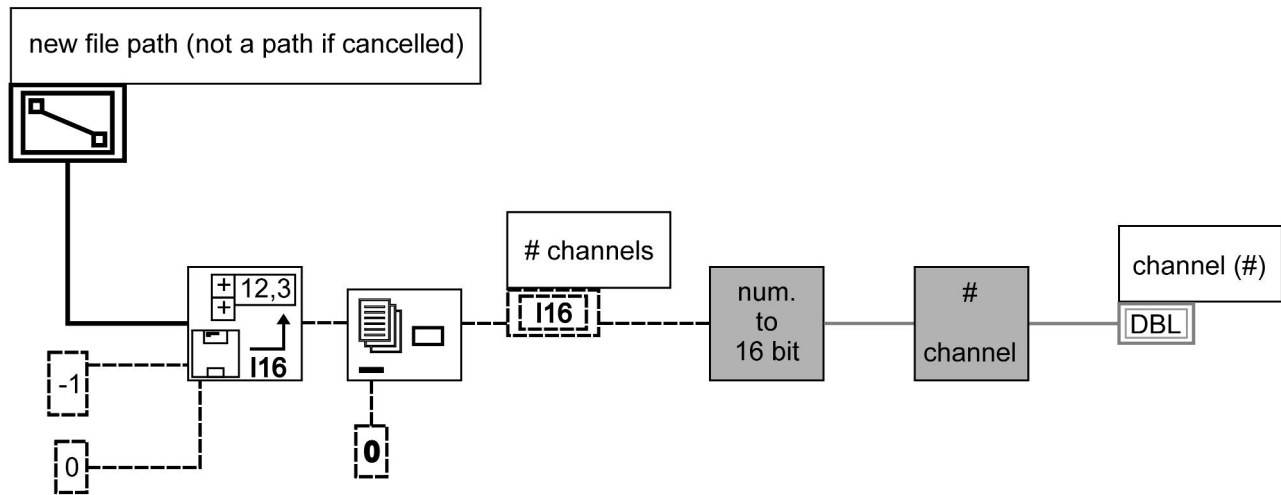 new file path (not a path if cancelled)
# channels
I16
channel (#)
DBL
+ 12,3
+
I16
num.
to
16 bit
#
channel
-1
0
0